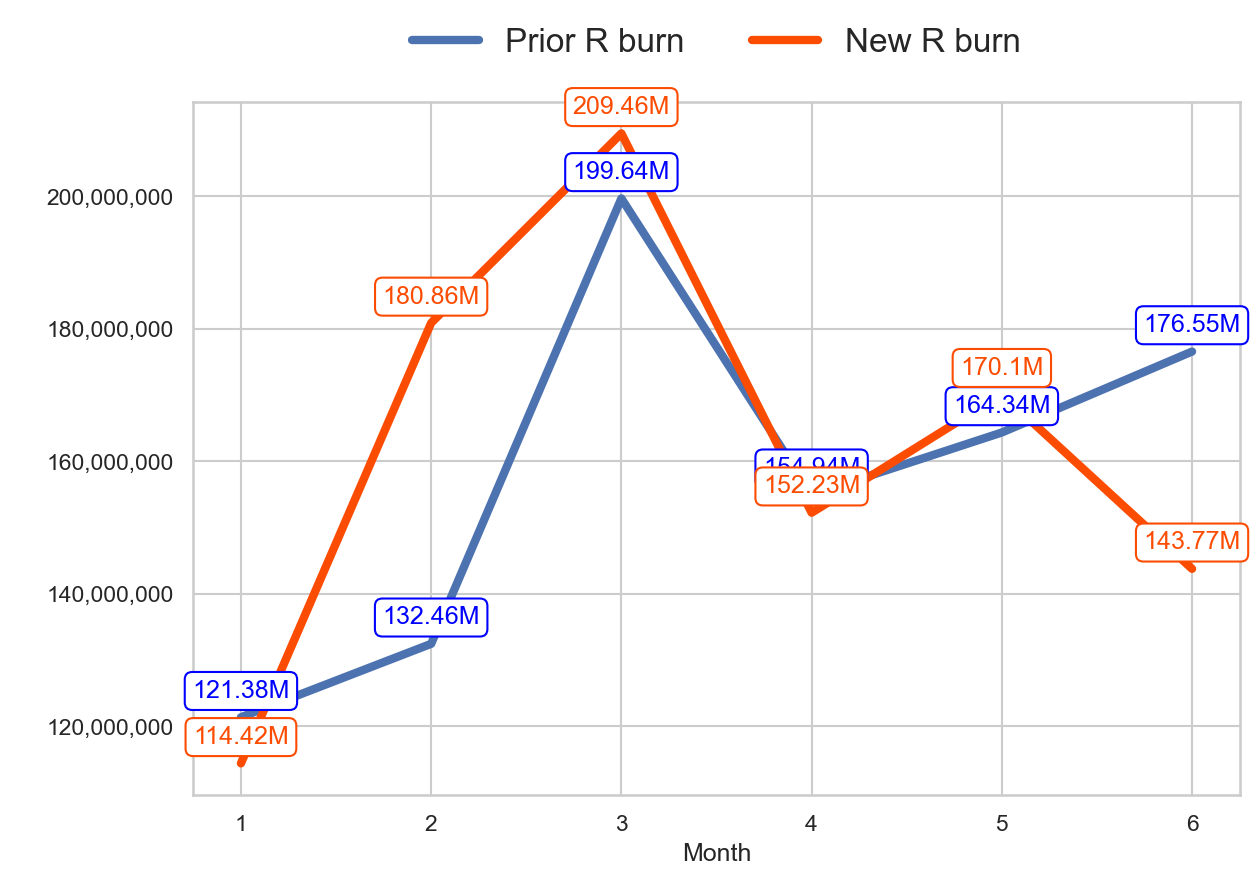 Prior R burn New R burn
209.46M
199.64M
200,000,000
180.86M
180,000,000
176.55M
170.1M
164.34M
160,000,000
154.94M
152.23M
143.77M
140,000,000
132.46M
121.38M
120,000,000
114.42M
1 2 3 4 5 6
Month